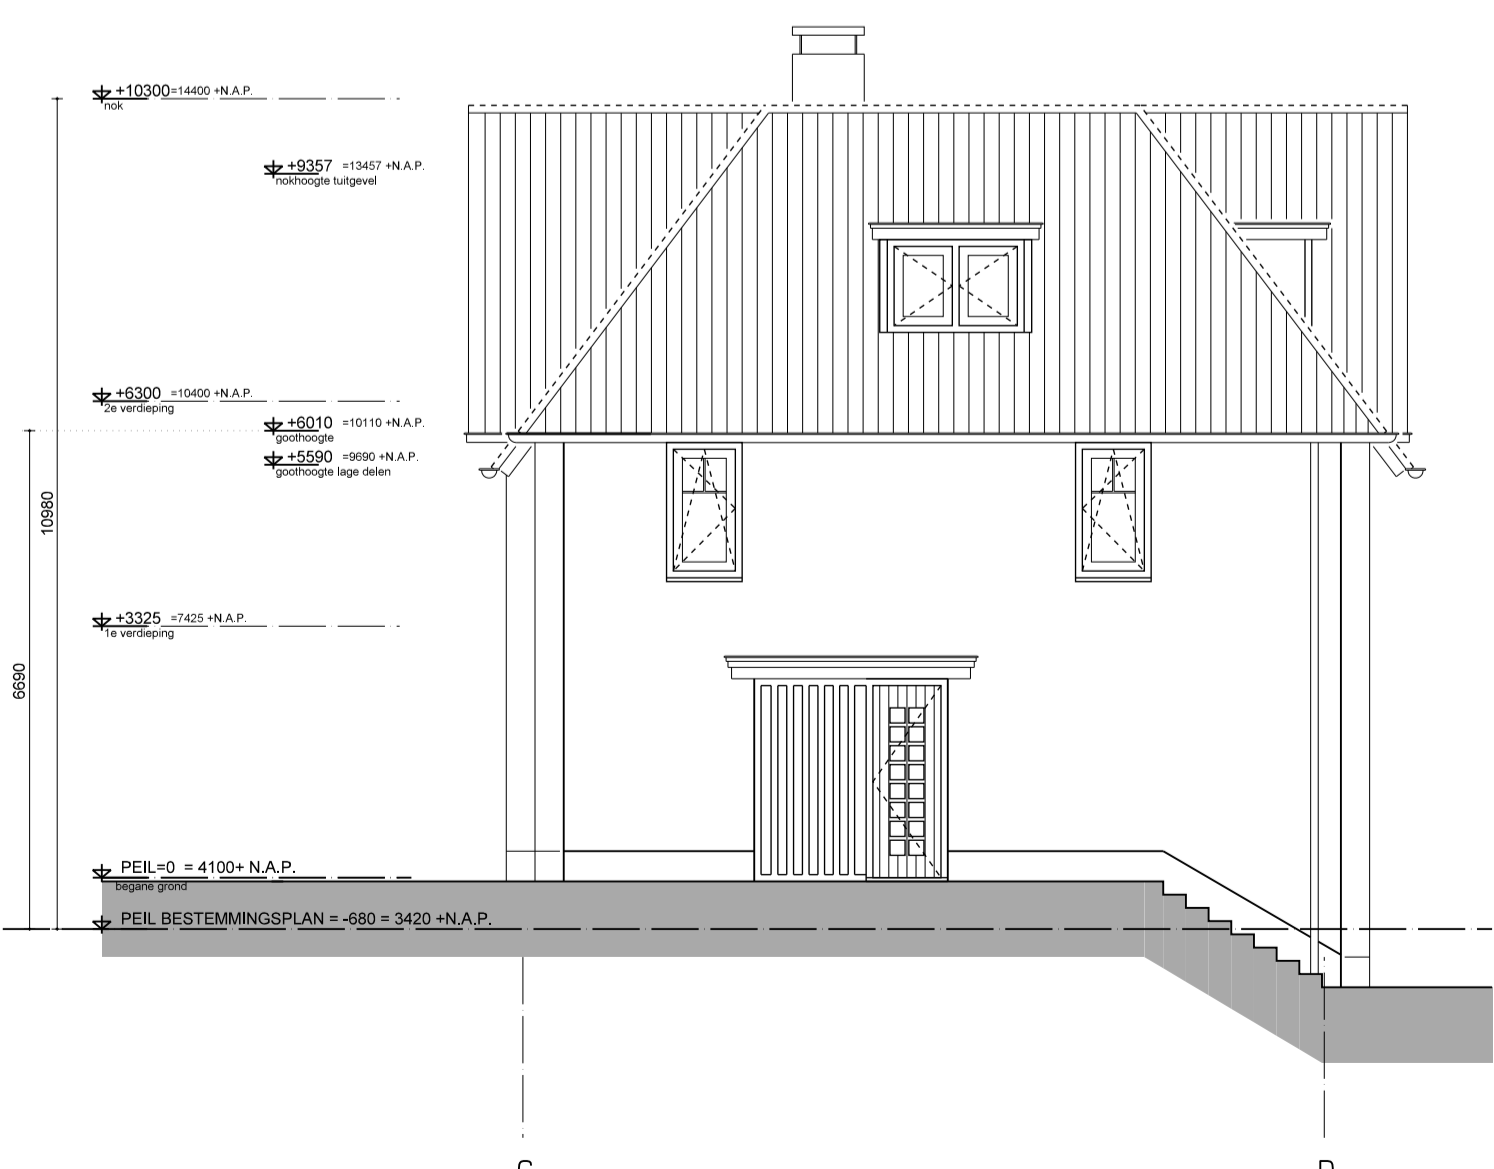 +10300=14400 +N.A.P.
nok
+9357 =13457 +N.A.P.
nokhoogte tuitgevel
+6300 =10400 +N.A.P.
2e verdieping
+6010 =10110 +N.A.P.
goothoogte
+5590 =9690 +N.A.P.
goothoogte lage delen
10980
+3325 =7425 +N.A.P.
1e verdieping
6690
PEIL=0 = 4100+ N.A.P.
begane grond
PEIL BESTEMMINGSPLAN = -680 = 3420 +N.A.P.